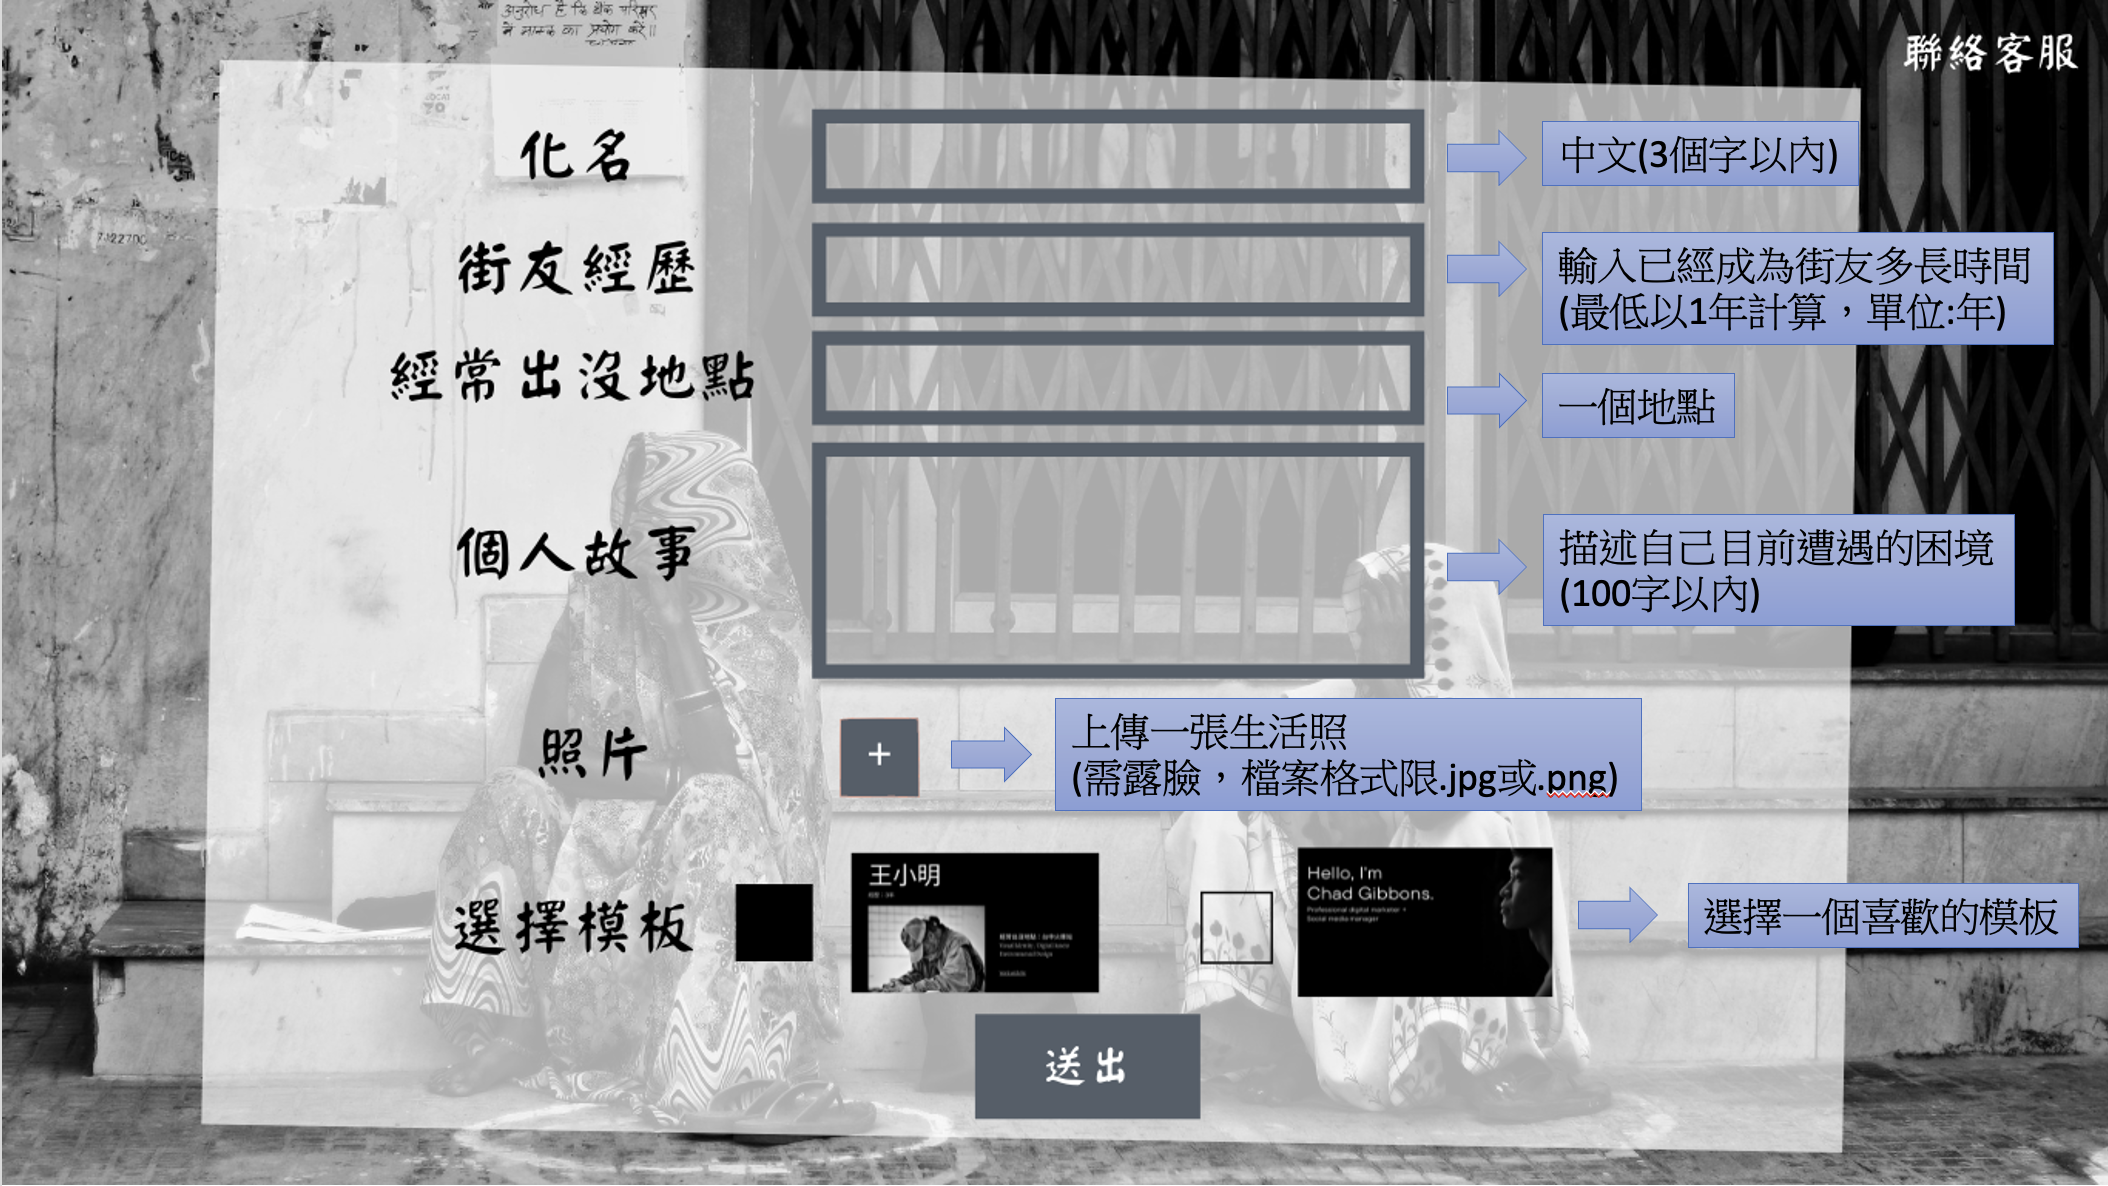 अनुरोध है कि बैंक परिसर
में मास्क का प्रयोग करें।।
聯絡客服
化名
中文(3個字以內)
街友經歷
輸入已經成為街友多長時間
(最低以1年計算，單位:年)
經常出沒地點
一個地點
個人故事
描述自己目前遭遇的困境
(100字以內)
照片
+
上傳一張生活照
(需露臉，檔案格式限.jpg或.png)
選擇模板
王小明
Hello, I'm
Chad Gibbons.
Professional digital marketer +
Social media manager
選擇一個喜歡的模板
送出